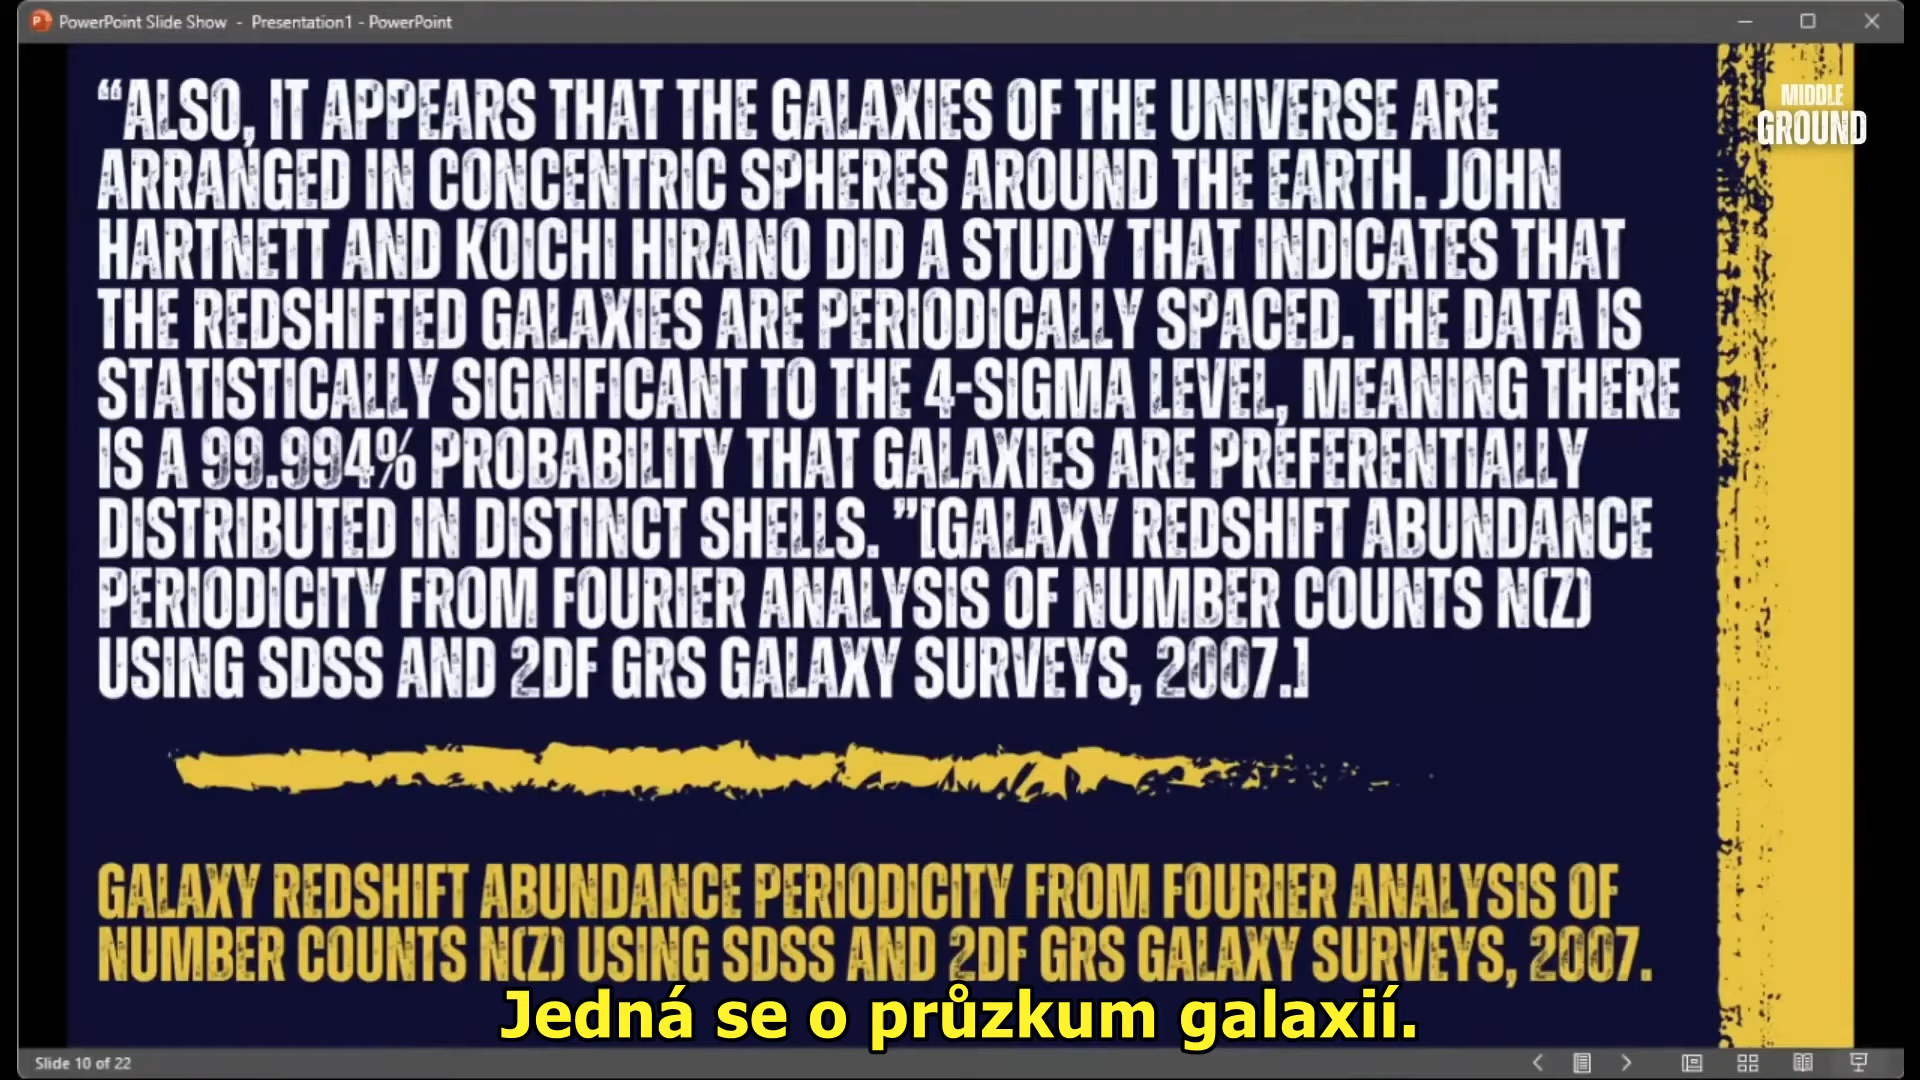 PowerPoint Slide Show - Presentation1 - PowerPoint
MIDDLE
GROUND
“ALSO, IT APPEARS THAT THE GALAXIES OF THE UNIVERSE ARE
ARRANGED IN CONCENTRIC SPHERES AROUND THE EARTH. JOHN
HARTNETT AND KOICHI HIRANO DID A STUDY THAT INDICATES THAT
THE REDSHIFTED GALAXIES ARE PERIODICALLY SPACED. THE DATA IS
STATISTICALLY SIGNIFICANT TO THE 4-SIGMA LEVEL, MEANING THERE
IS A 99.994% PROBABILITY THAT GALAXIES ARE PREFERENTIALLY
DISTRIBUTED IN DISTINCT SHELLS. ”[GALAXY REDSHIFT ABUNDANCE
PERIODICITY FROM FOURIER ANALYSIS OF NUMBER COUNTS N(Z)
USING SDSS AND 2DF GRS GALAXY SURVEYS, 2007.]
GALAXY REDSHIFT ABUNDANCE PERIODICITY FROM FOURIER ANALYSIS OF
NUMBER COUNTS N(Z) USING SDSS AND 2DF GRS GALAXY SURVEYS, 2007.
Jedná se o průzkum galaxií.
Slide 10 of 22